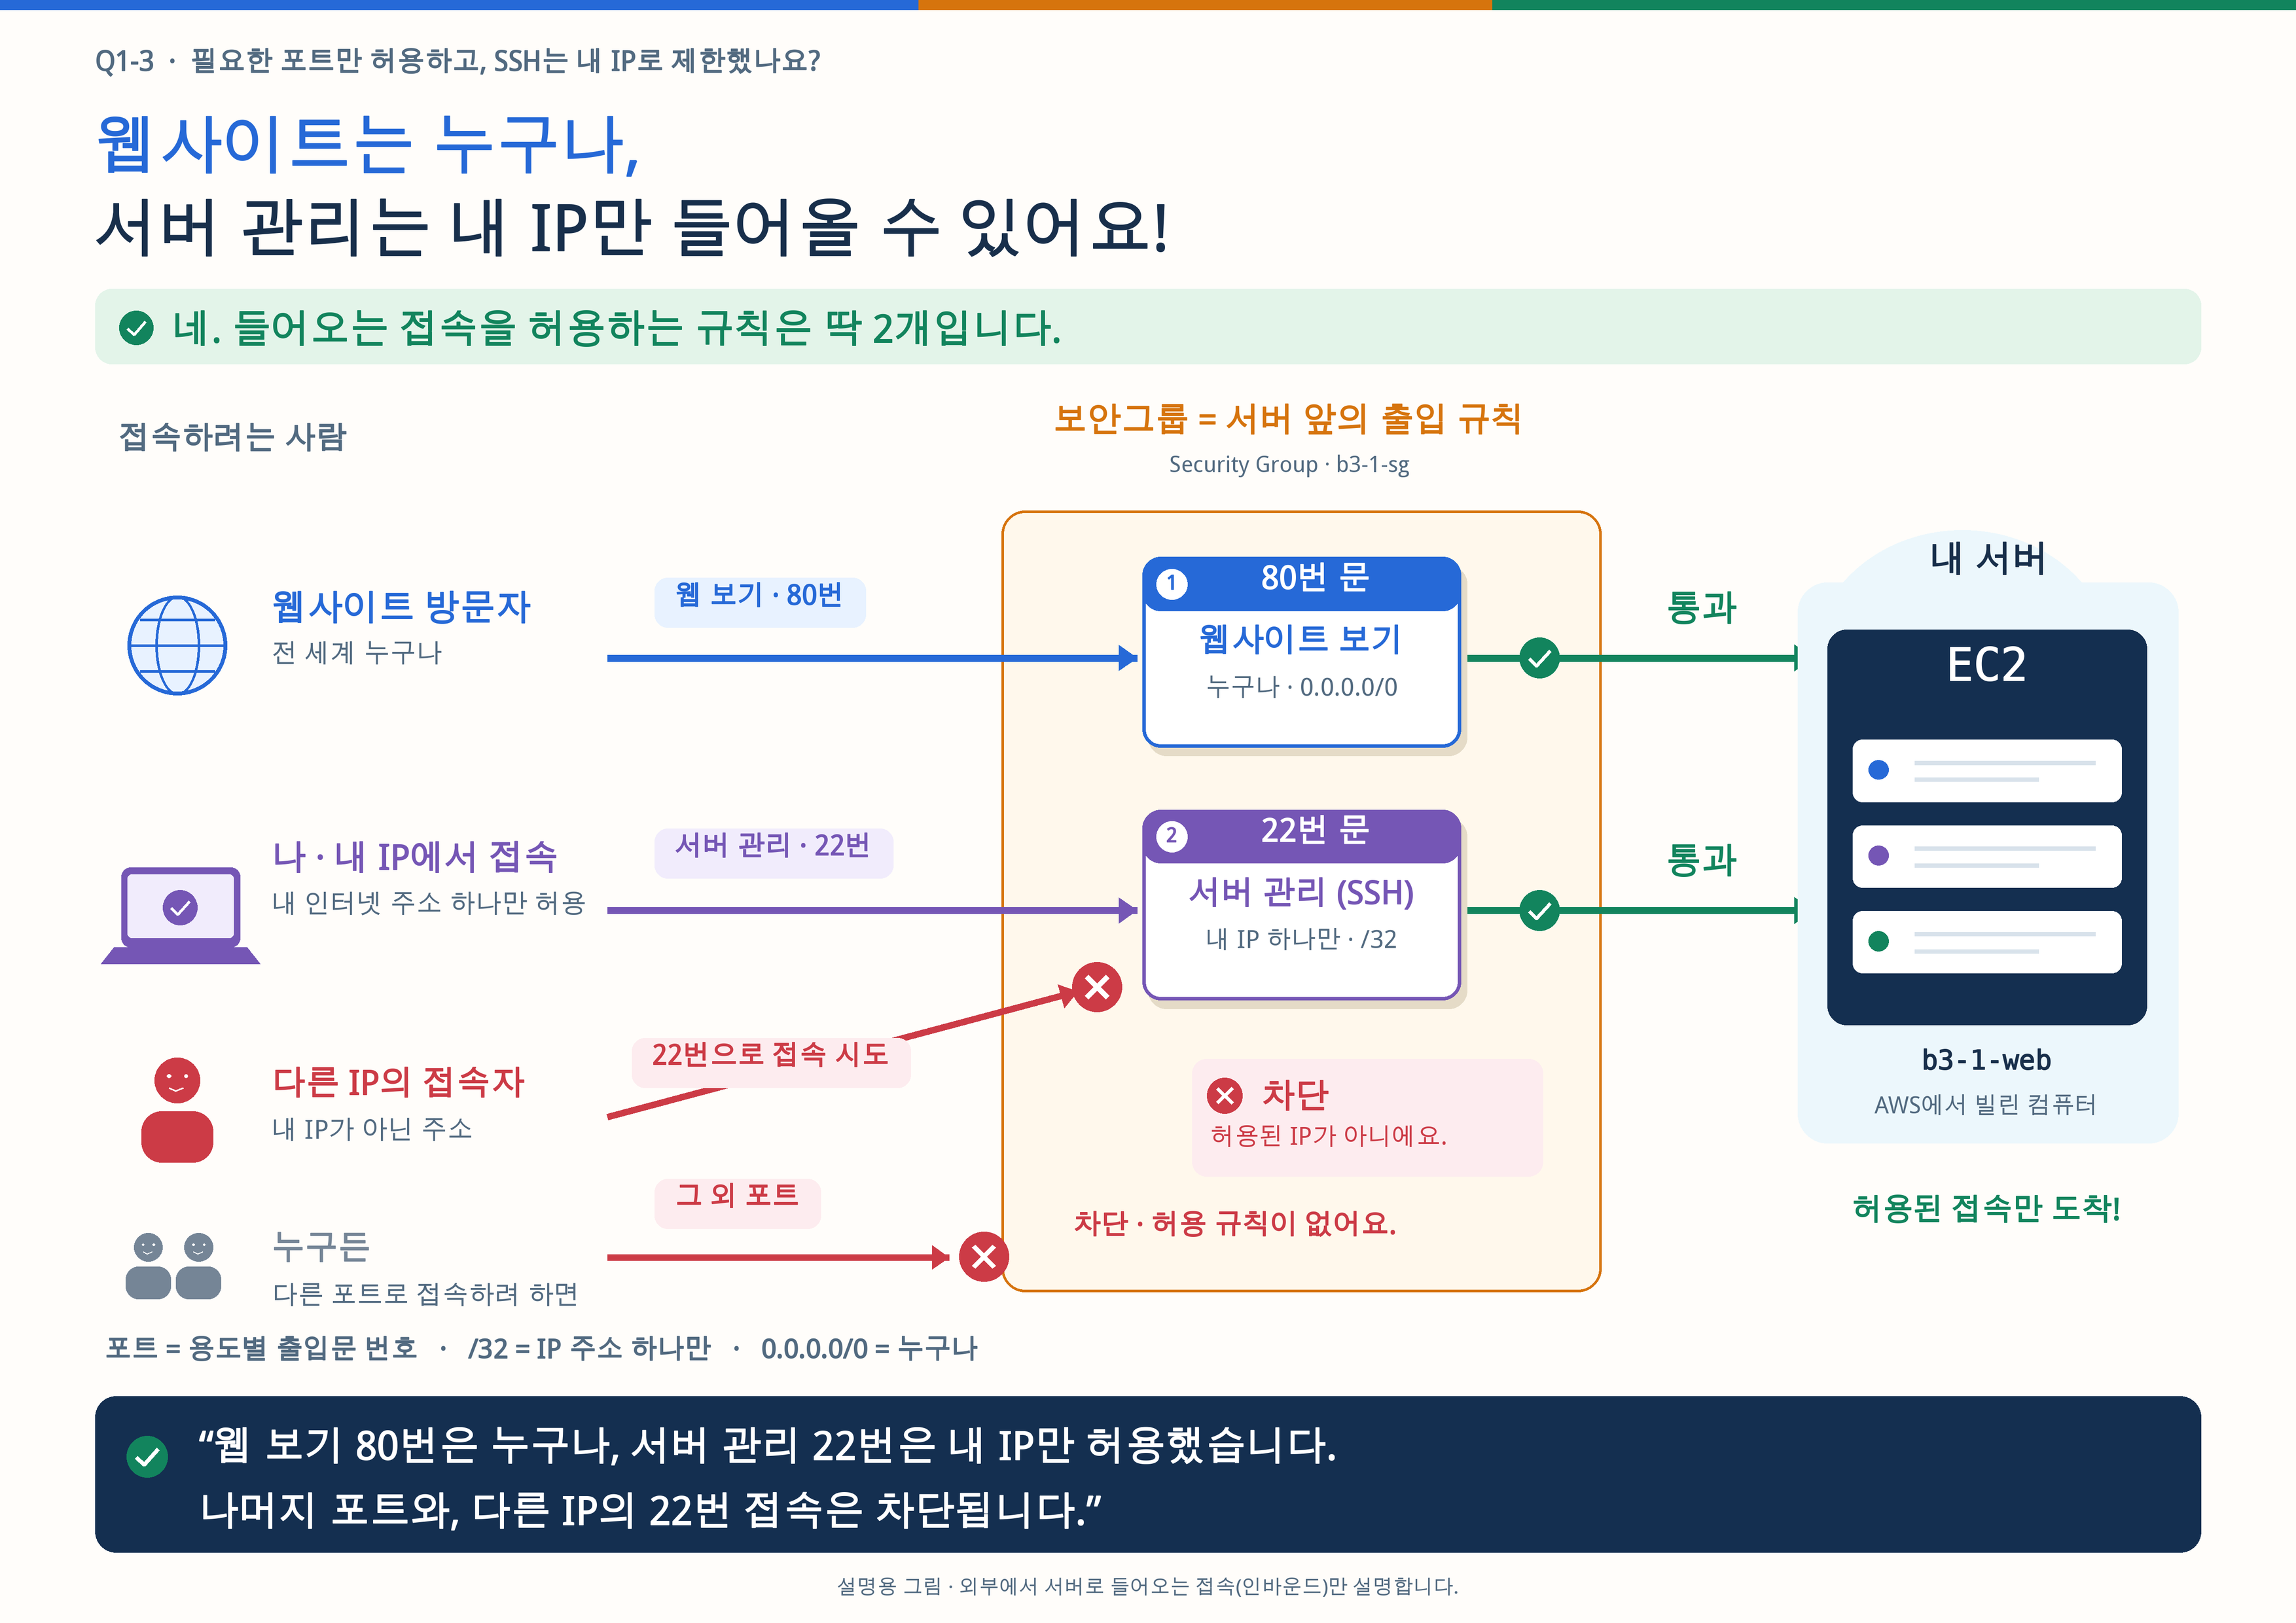 Q1-3 · 필요한 포트만 허용하고, SSH는 내 IP로 제한했나요?
웹사이트는 누구나,
서버 관리는 내 IP만 들어올 수 있어요!
네. 들어오는 접속을 허용하는 규칙은 딱 2개입니다.
접속하려는 사람
보안그룹 = 서버 앞의 출입 규칙
Security Group · b3-1-sg
웹사이트 방문자
전 세계 누구나
웹 보기 · 80번
1 80번 문
웹사이트 보기
누구나 · 0.0.0.0/0
통과
내 서버
EC2
나 · 내 IP에서 접속
내 인터넷 주소 하나만 허용
서버 관리 · 22번
2 22번 문
서버 관리 (SSH)
내 IP 하나만 · /32
통과
다른 IP의 접속자
내 IP가 아닌 주소
22번으로 접속 시도
차단
허용된 IP가 아니에요.
b3-1-web
AWS에서 빌린 컴퓨터
누구든
다른 포트로 접속하려 하면
그 외 포트
차단 · 허용 규칙이 없어요.
허용된 접속만 도착!
포트 = 용도별 출입문 번호 · /32 = IP 주소 하나만 · 0.0.0.0/0 = 누구나
“웹 보기 80번은 누구나, 서버 관리 22번은 내 IP만 허용했습니다.
나머지 포트와, 다른 IP의 22번 접속은 차단됩니다.”
설명용 그림 · 외부에서 서버로 들어오는 접속(인바운드)만 설명합니다.